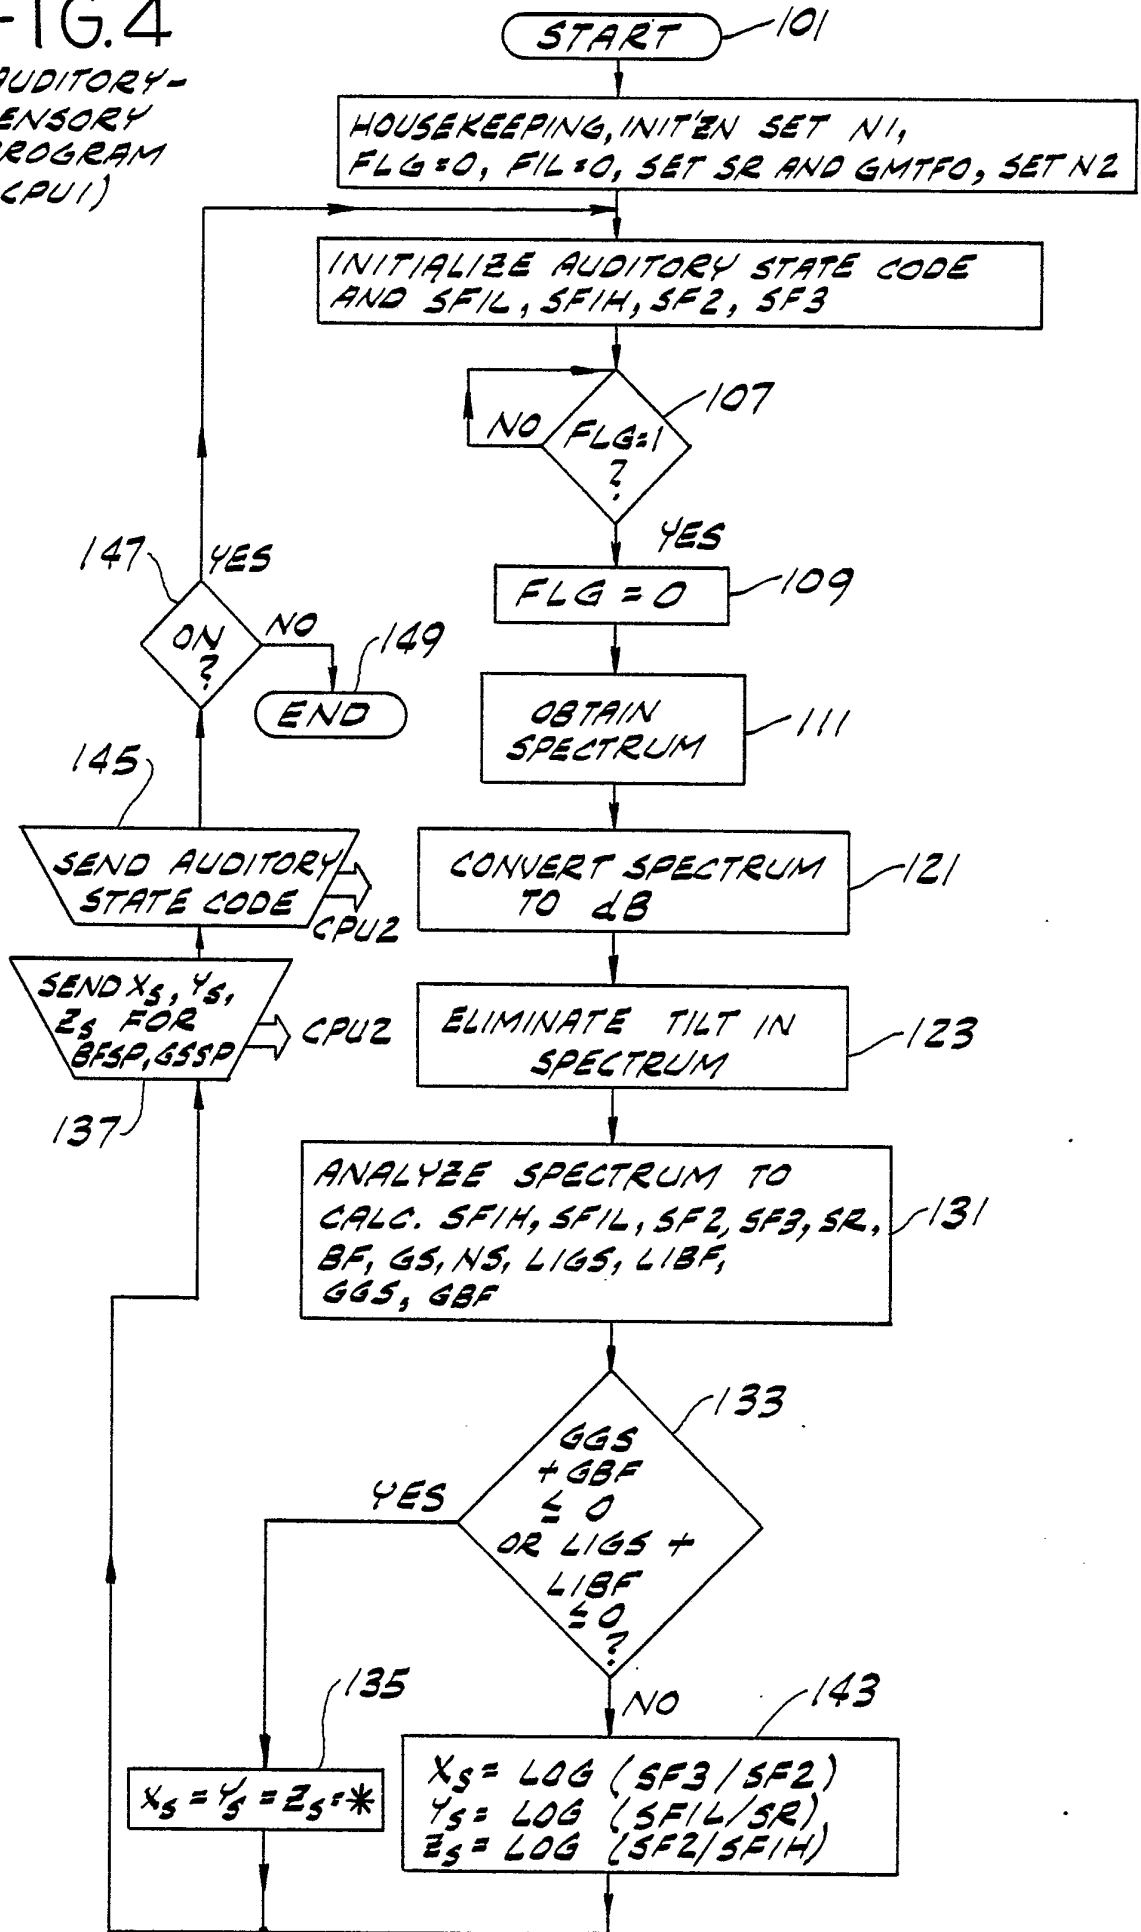 FIG.4
AUDITORY-
SENSORY
PROGRAM
(CPU1)
START
101
HOUSEKEEPING, INIT'ZN SET N1,
FLG=0, FIL=0, SET SR AND GMTFO, SET N2
INITIALIZE AUDITORY STATE CODE
AND SF1L, SF1H, SF2, SF3
107
NO
FLG=1
?
YES
FLG = 0
109
147
YES
ON
?
NO
149
END
OBTAIN
SPECTRUM
111
145
SEND AUDITORY
STATE CODE
CPU2
CONVERT SPECTRUM
TO dB
121
SEND XS, YS,
ZS FOR
BFSP, GSSP
CPU2
137
ELIMINATE TILT IN
SPECTRUM
123
ANALYZE SPECTRUM TO
CALC. SF1H, SF1L, SF2, SF3, SR,
BF, GS, NS, LIGS, LIBF,
GGS, GBF
131
133
GGS
+ GBF
≤ 0
OR LIGS +
LIBF
≤ 0
?
YES
NO
135
XS = YS = ZS = *
143
XS = LOG (SF3/SF2)
YS = LOG (SF1L/SR)
ZS = LOG (SF2/SF1H)